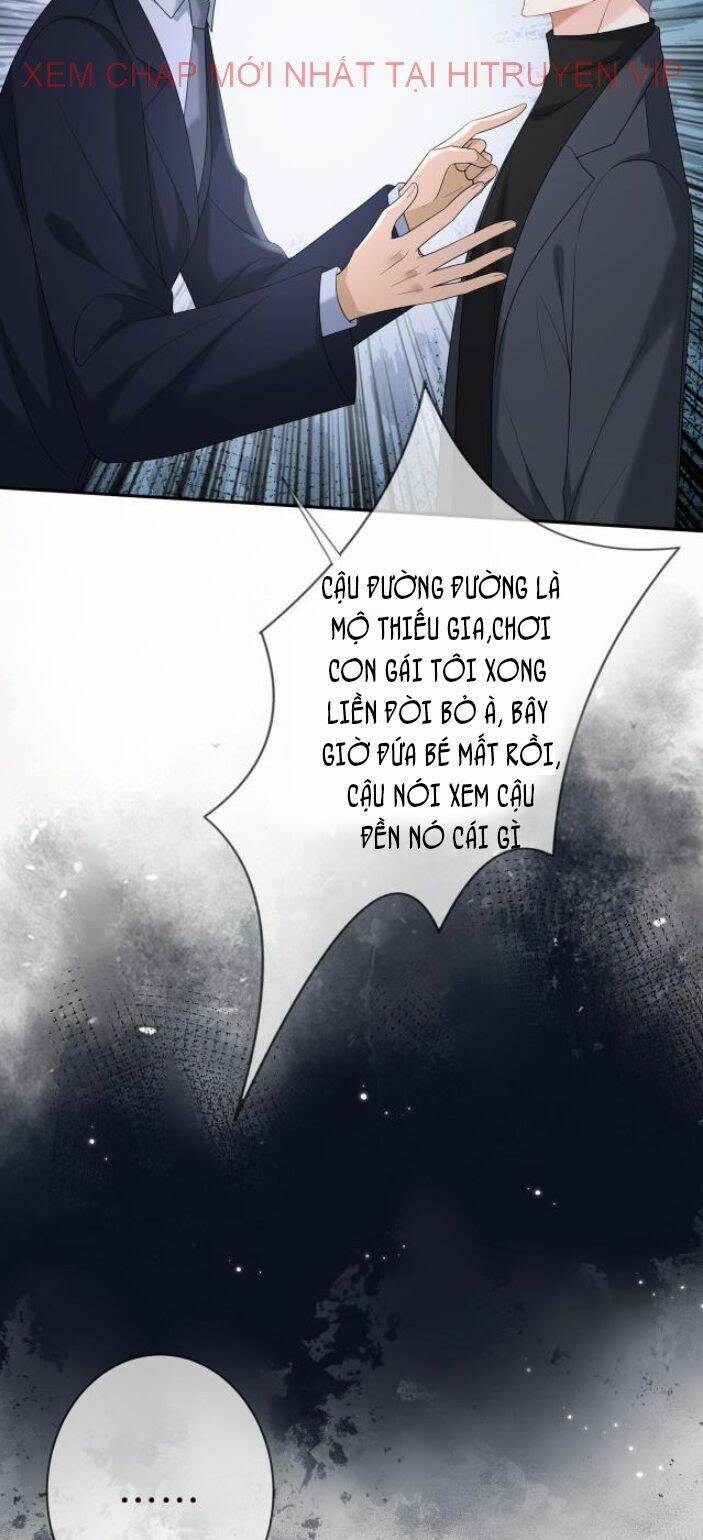 XEM CHAP MỚI NHẤT TẠI HITRUYEN.VIP
CẬU ĐƯỜNG ĐƯỜNG LÀ
MỘ THIẾU GIA,CHƠI
CON GÁI TÔI XONG
LIỀN ĐỜI BỎ À, BÂY
GIỜ ĐỨA BÉ MẤT RỒI,
CẬU NÓI XEM CẬU
ĐỀN NÓ CÁI GÌ
......